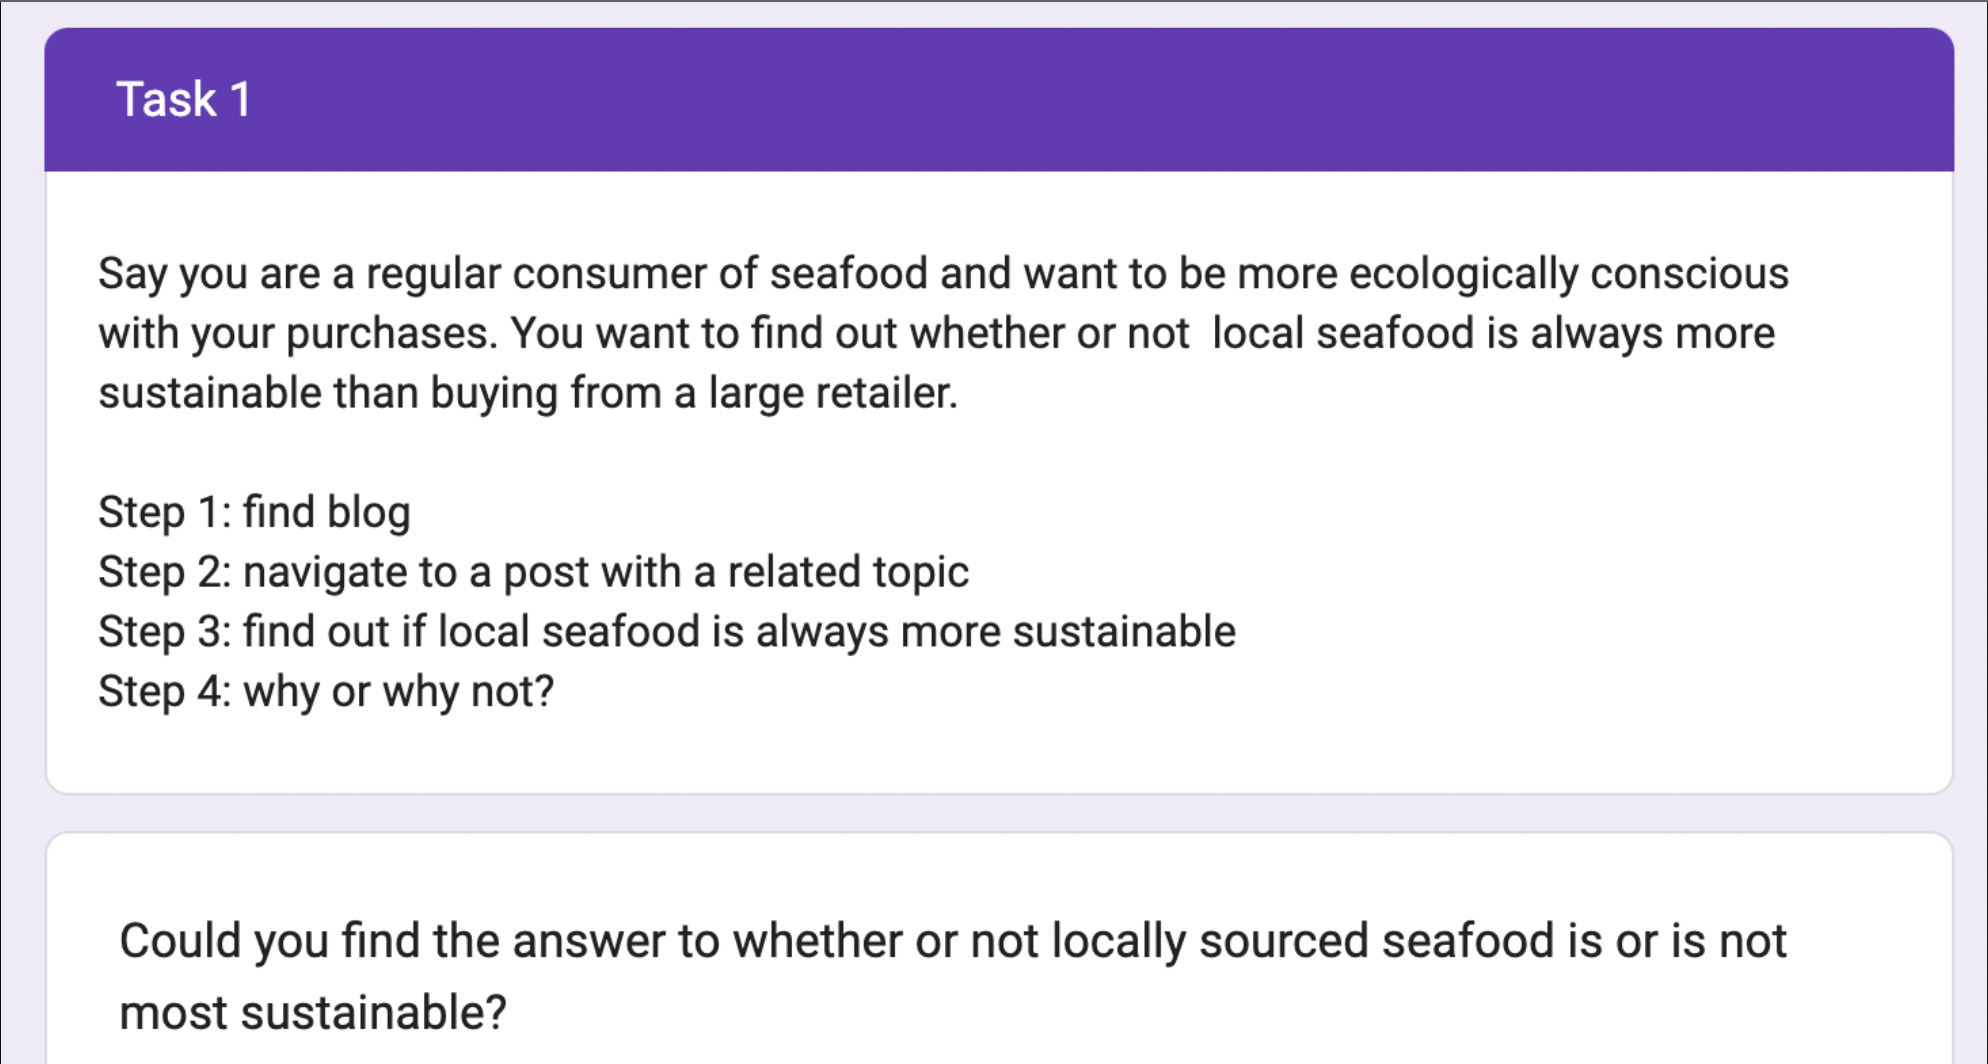 Task 1
Say you are a regular consumer of seafood and want to be more ecologically conscious
with your purchases. You want to find out whether or not  local seafood is always more
sustainable than buying from a large retailer.
Step 1: find blog
Step 2: navigate to a post with a related topic
Step 3: find out if local seafood is always more sustainable
Step 4: why or why not?
Could you find the answer to whether or not locally sourced seafood is or is not
most sustainable?